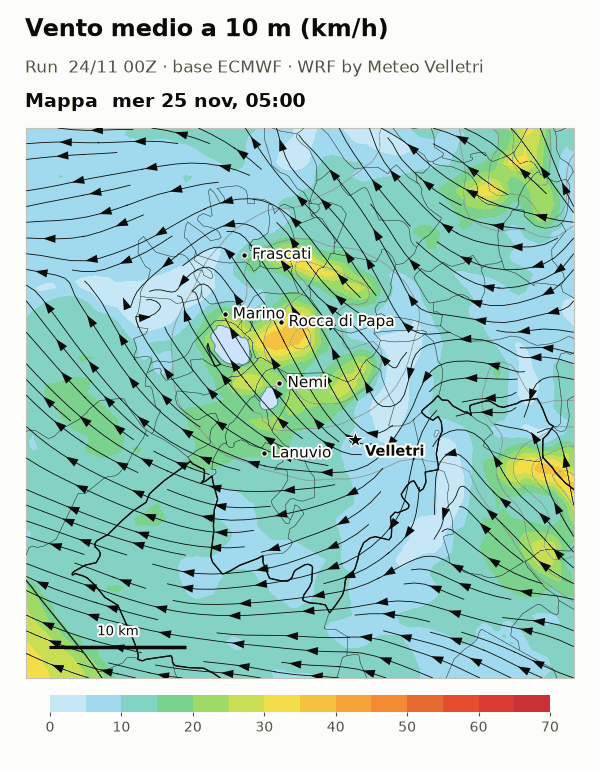 Vento medio a 10 m (km/h)
Run  24/11 00Z · base ECMWF · WRF by Meteo Velletri
Mappa  mer 25 nov, 05:00
Frascati
Marino
Rocca di Papa
Nemi
Velletri
Lanuvio
10 km
0 10 20 30 40 50 60 70